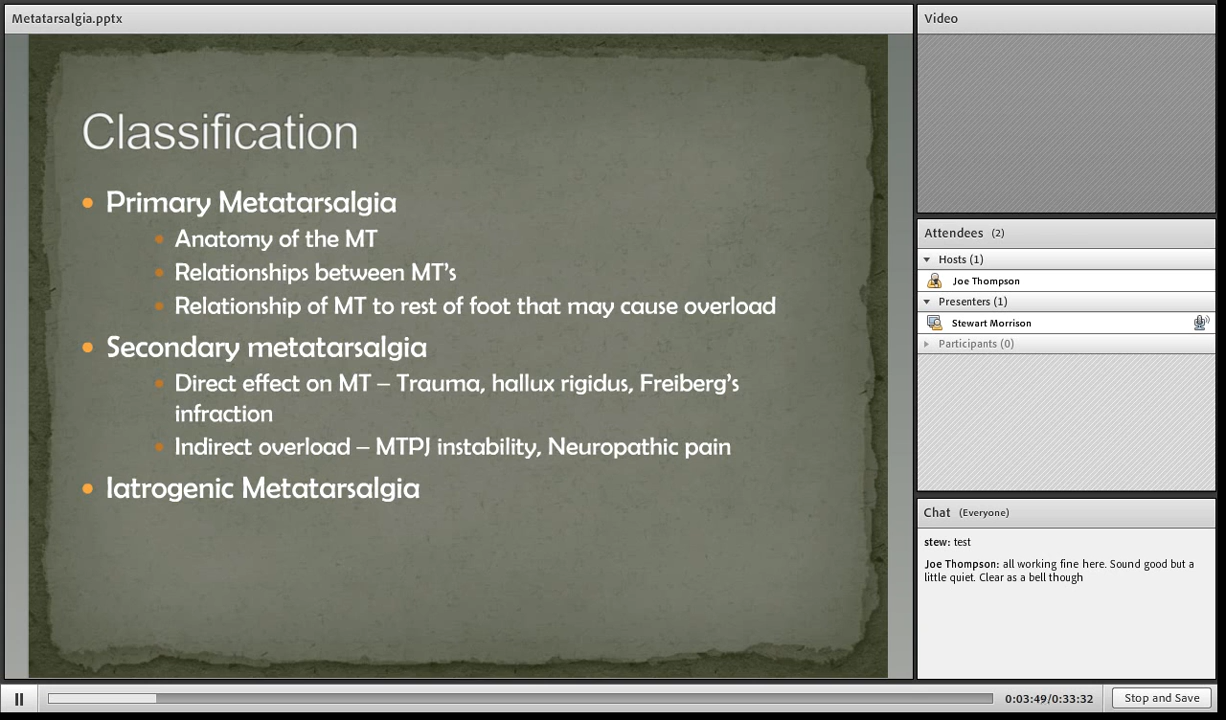 Metatarsalgia.pptx
Classification
Primary Metatarsalgia
Anatomy of the MT
Relationships between MT's
Relationship of MT to rest of foot that may cause overload
Secondary metatarsalgia
Direct effect on MT – Trauma, hallux rigidus, Freiberg's
infraction
Indirect overload – MTPJ instability, Neuropathic pain
Iatrogenic Metatarsalgia
Video
Attendees (2)
Hosts (1)
Joe Thompson
Presenters (1)
Stewart Morrison
Participants (0)
Chat (Everyone)
stew: test
Joe Thompson: all working fine here. Sound good but a
little quiet. Clear as a bell though
0:03:49/0:33:32
Stop and Save